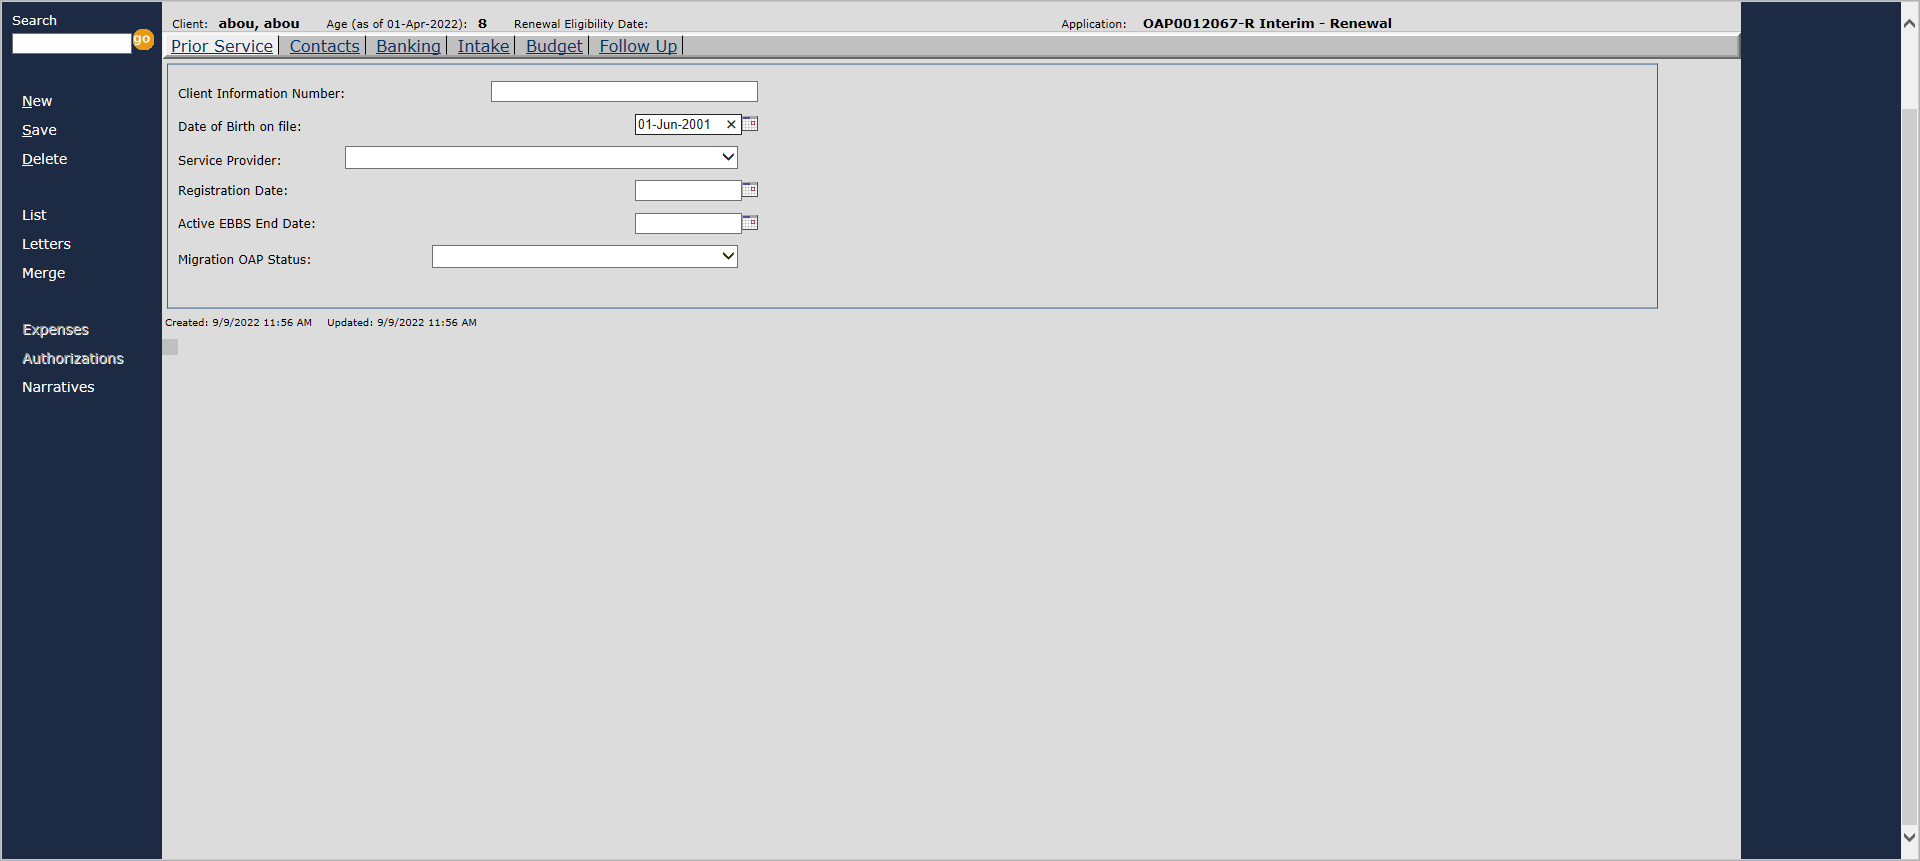 Search
go
New
Save
Delete
List
Letters
Merge
Expenses
Authorizations
Narratives
Client: abou, abou Age (as of 01-Apr-2022): 8 Renewal Eligibility Date: Application: OAP0012067-R Interim - Renewal
Prior Service Contacts Banking Intake Budget Follow Up
Client Information Number:
Date of Birth on file: 01-Jun-2001
Service Provider:
Registration Date:
Active EBBS End Date:
Migration OAP Status:
Created: 9/9/2022 11:56 AM Updated: 9/9/2022 11:56 AM